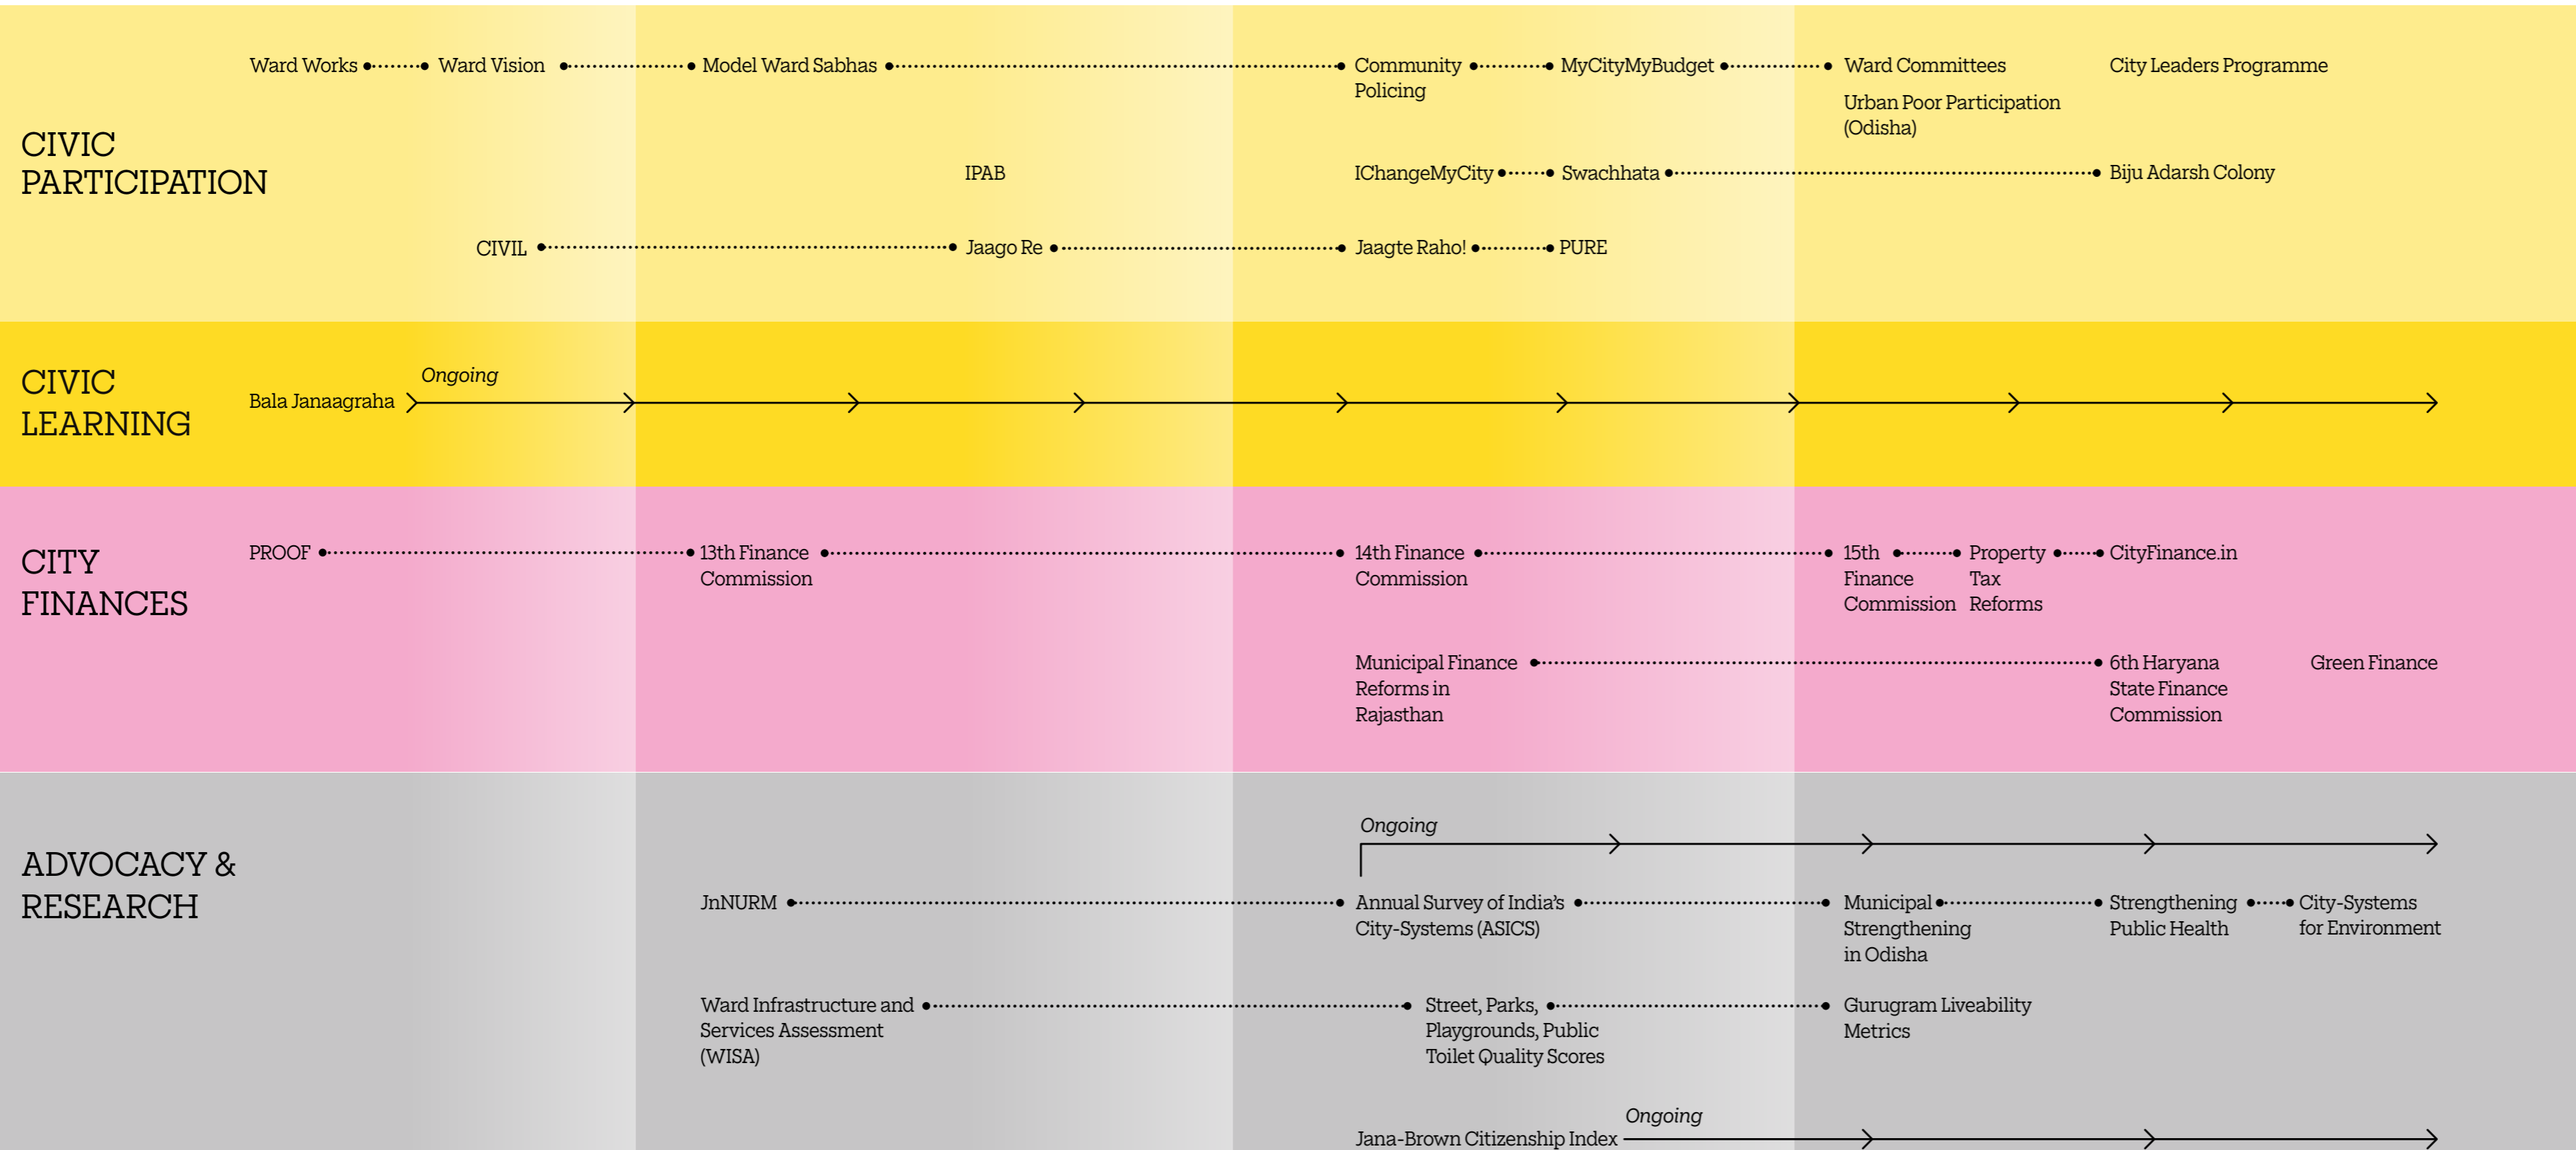 Ward Works
Ward Vision
Model Ward Sabhas
Community
Policing
MyCityMyBudget
Ward Committees
City Leaders Programme
Urban Poor Participation
(Odisha)
CIVIC
PARTICIPATION
IPAB
IChangeMyCity
Swachhata
Biju Adarsh Colony
CIVIL
Jaago Re
Jaagte Raho!
PURE
CIVIC
LEARNING
Bala Janaagraha
Ongoing
CITY
FINANCES
PROOF
13th Finance
Commission
14th Finance
Commission
15th
Finance
Commission
Property
Tax
Reforms
CityFinance.in
Municipal Finance
Reforms in
Rajasthan
6th Haryana
State Finance
Commission
Green Finance
ADVOCACY &
RESEARCH
Ongoing
JnNURM
Annual Survey of India’s
City-Systems (ASICS)
Municipal
Strengthening
in Odisha
Strengthening
Public Health
City-Systems
for Environment
Ward Infrastructure and
Services Assessment
(WISA)
Street, Parks,
Playgrounds, Public
Toilet Quality Scores
Gurugram Liveability
Metrics
Ongoing
Jana-Brown Citizenship Index